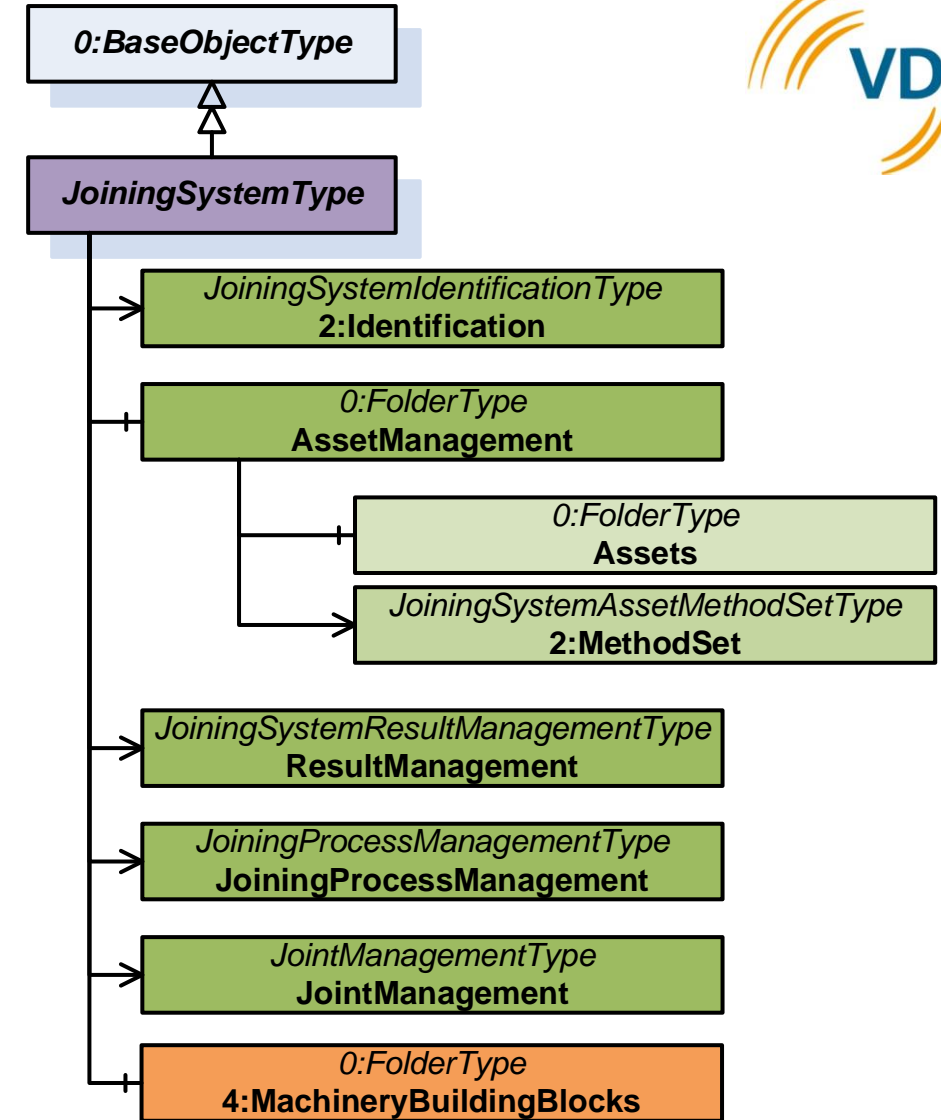 0:BaseObjectType
VD
JoiningSystemType
JoiningSystemIdentificationType
2:Identification
0:FolderType
AssetManagement
0:FolderType
Assets
JoiningSystemAssetMethodSetType
2:MethodSet
JoiningSystemResultManagementType
ResultManagement
JoiningProcessManagementType
JoiningProcessManagement
JointManagementType
JointManagement
0:FolderType
4:MachineryBuildingBlocks